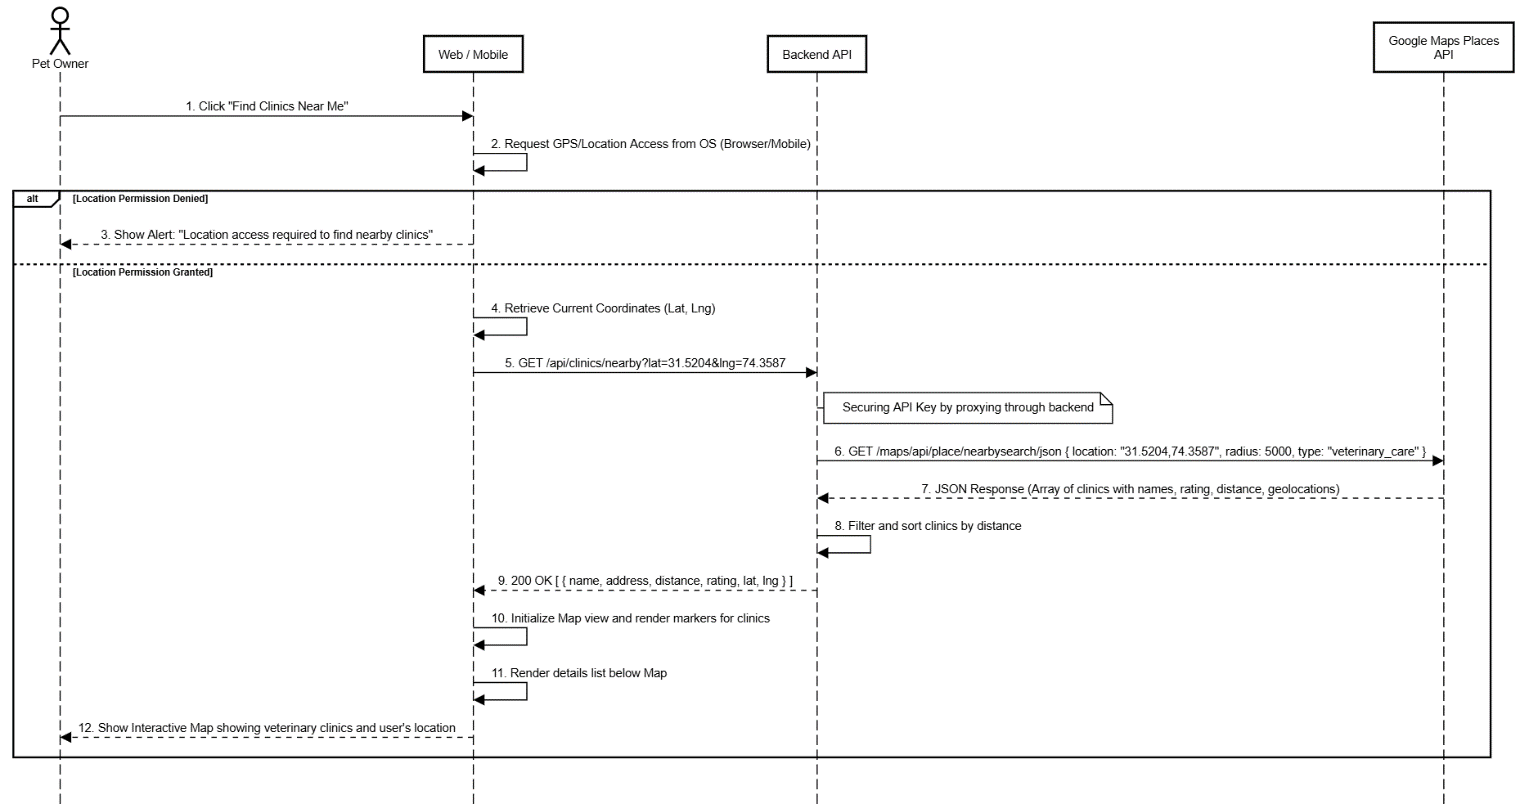 Pet Owner
Web / Mobile
Backend API
Google Maps Places
API
1. Click "Find Clinics Near Me"
2. Request GPS/Location Access from OS (Browser/Mobile)
alt
[Location Permission Denied]
3. Show Alert: "Location access required to find nearby clinics"
[Location Permission Granted]
4. Retrieve Current Coordinates (Lat, Lng)
5. GET /api/clinics/nearby?lat=31.5204&lng=74.3587
Securing API Key by proxying through backend
6. GET /maps/api/place/nearbysearch/json { location: "31.5204,74.3587", radius: 5000, type: "veterinary_care" }
7. JSON Response (Array of clinics with names, rating, distance, geolocations)
8. Filter and sort clinics by distance
9. 200 OK [ { name, address, distance, rating, lat, lng } ]
10. Initialize Map view and render markers for clinics
11. Render details list below Map
12. Show Interactive Map showing veterinary clinics and user's location